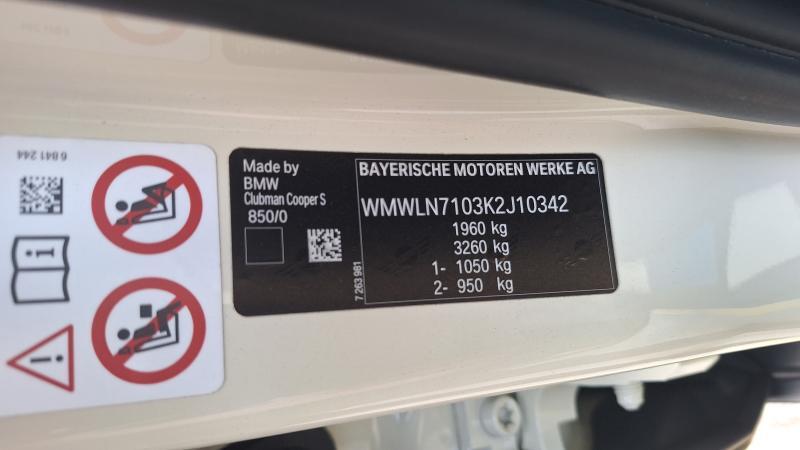 6 841 244
Made by
BMW
Clubman Cooper S
850/0
7 263 981
BAYERISCHE MOTOREN WERKE AG
WMWLN7103K2J10342
1960 kg
3260 kg
1- 1050 kg
2- 950 kg